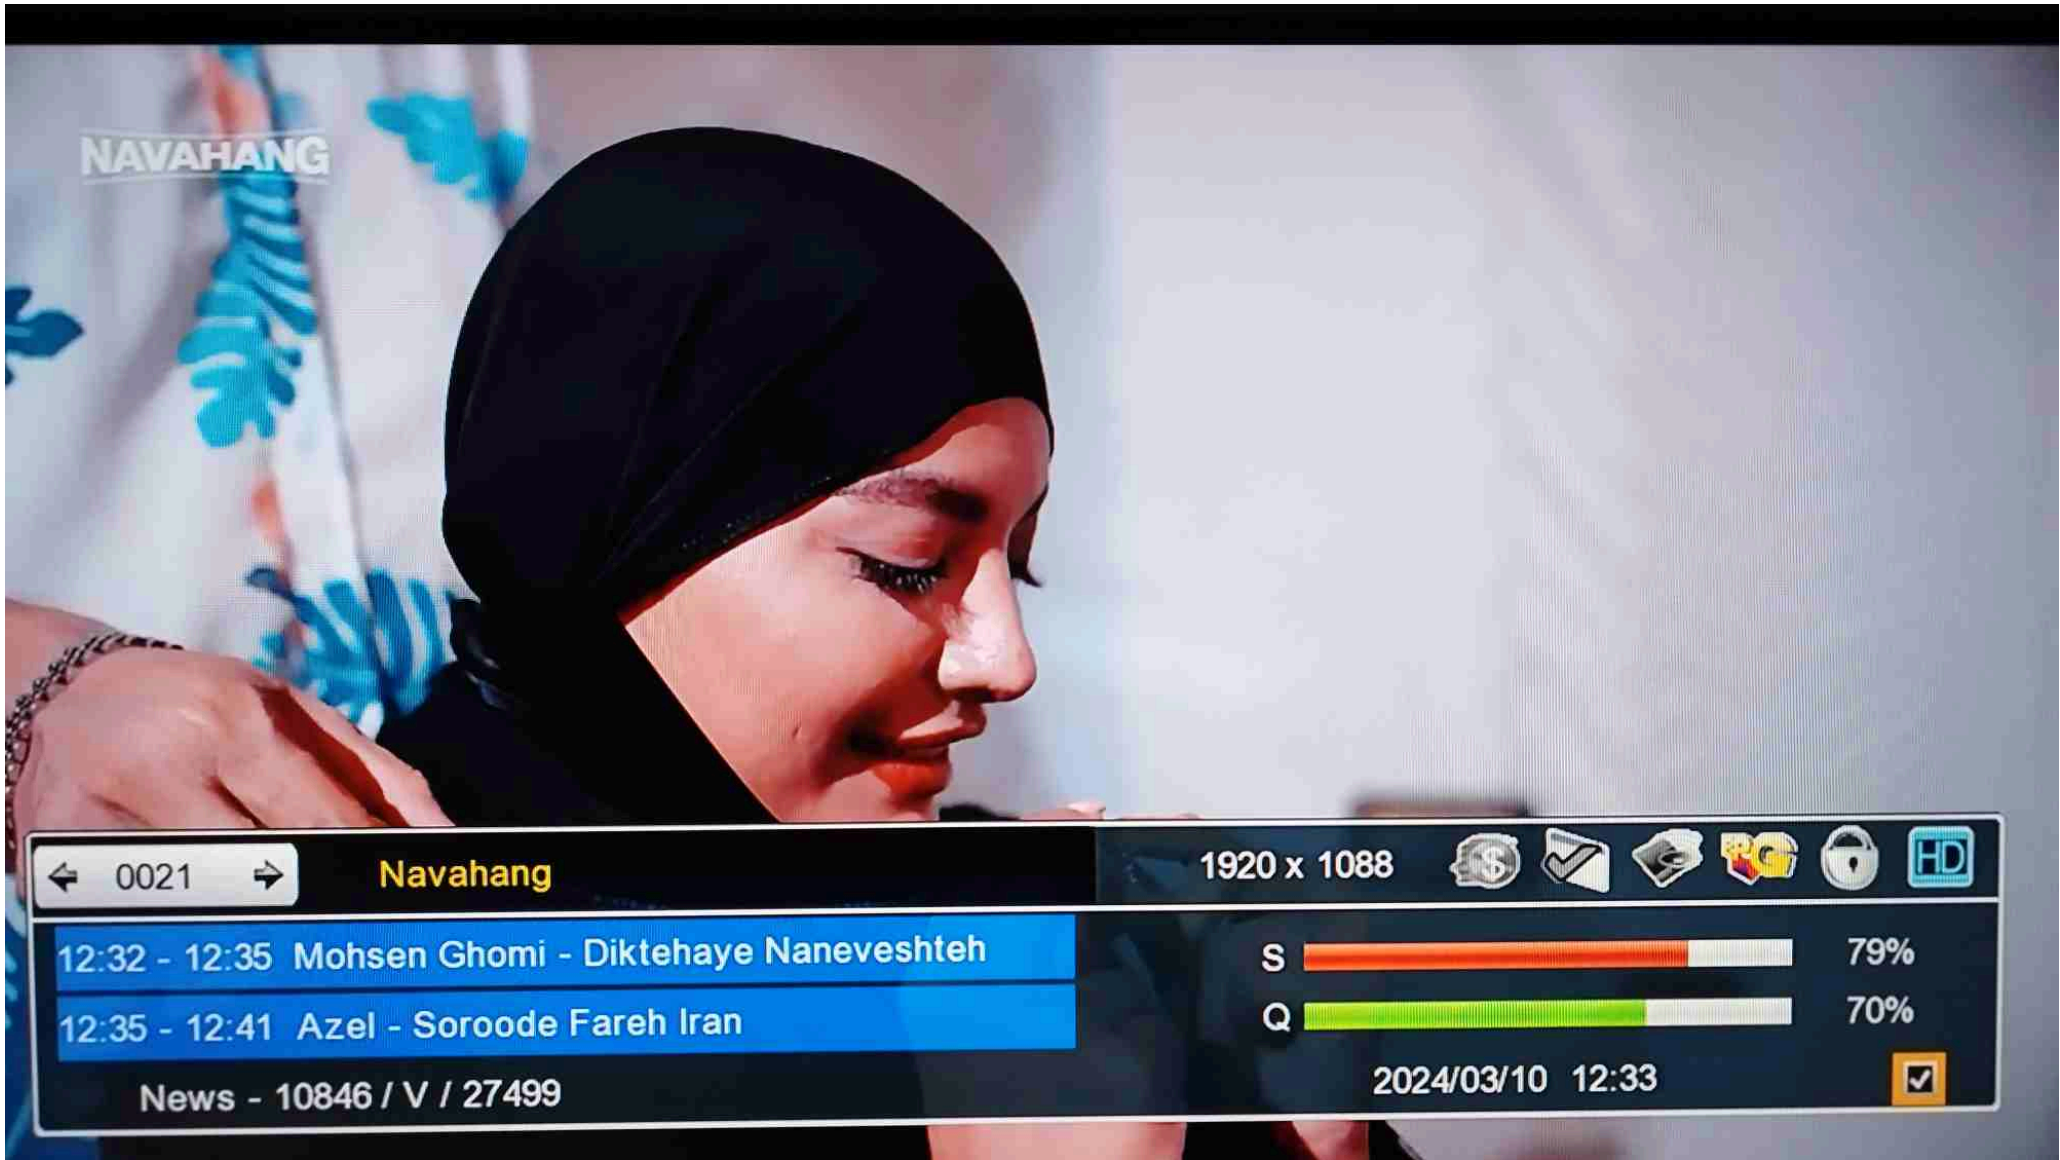 NAVAHANG
0021 Navahang 1920 x 1088 HD
12:32 - 12:35 Mohsen Ghomi - Diktehaye Naneveshteh
S 79%
12:35 - 12:41 Azel - Soroode Fareh Iran
Q 70%
News - 10846 / V / 27499
2024/03/10 12:33